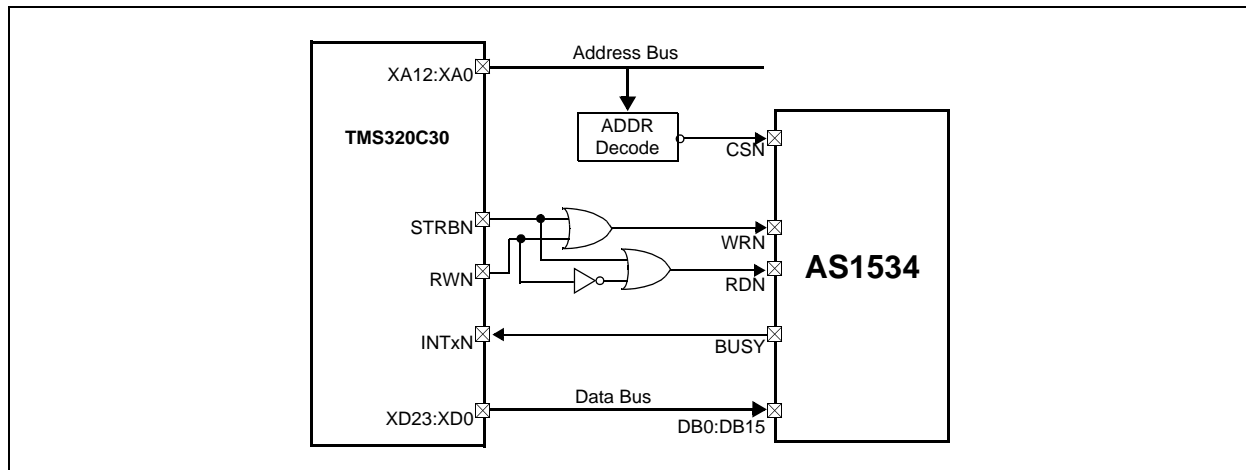 Address Bus
XA12:XA0
TMS320C30
ADDR
Decode
CSN
STRBN
WRN
AS1534
RWN
RDN
INTxN
BUSY
Data Bus
XD23:XD0
DB0:DB15